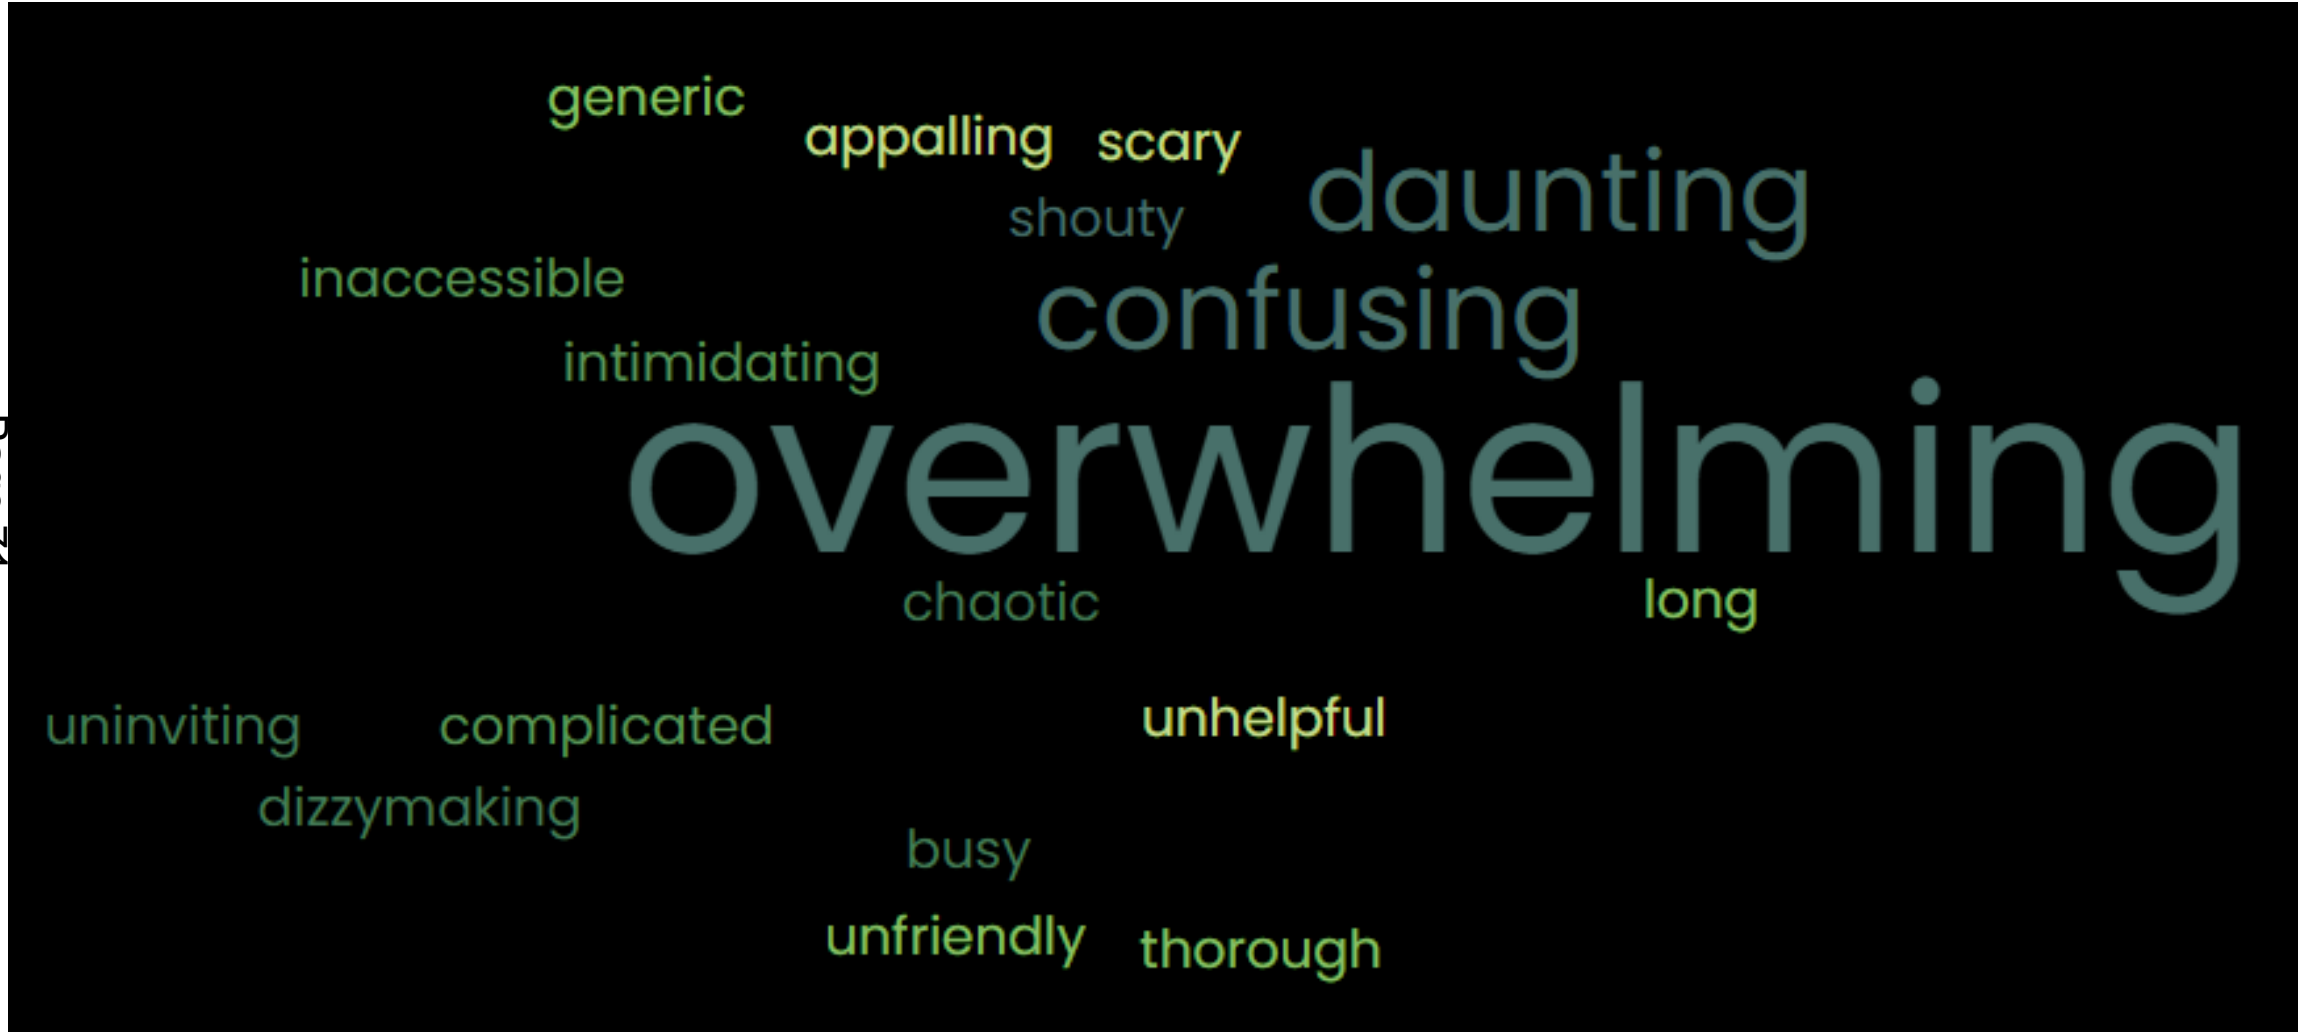 generic
appalling scary
daunting
shouty
inaccessible
confusing
intimidating
overwhelming
chaotic
long
unhelpful
uninviting complicated
dizzymaking
busy
unfriendly thorough